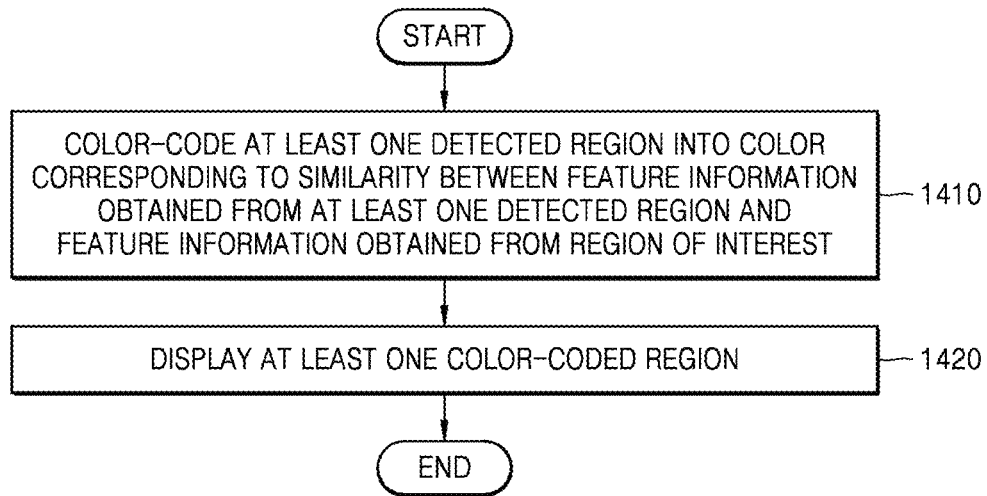 START
COLOR-CODE AT LEAST ONE DETECTED REGION INTO COLOR
CORRESPONDING TO SIMILARITY BETWEEN FEATURE INFORMATION
OBTAINED FROM AT LEAST ONE DETECTED REGION AND
FEATURE INFORMATION OBTAINED FROM REGION OF INTEREST
1410
DISPLAY AT LEAST ONE COLOR-CODED REGION
1420
END